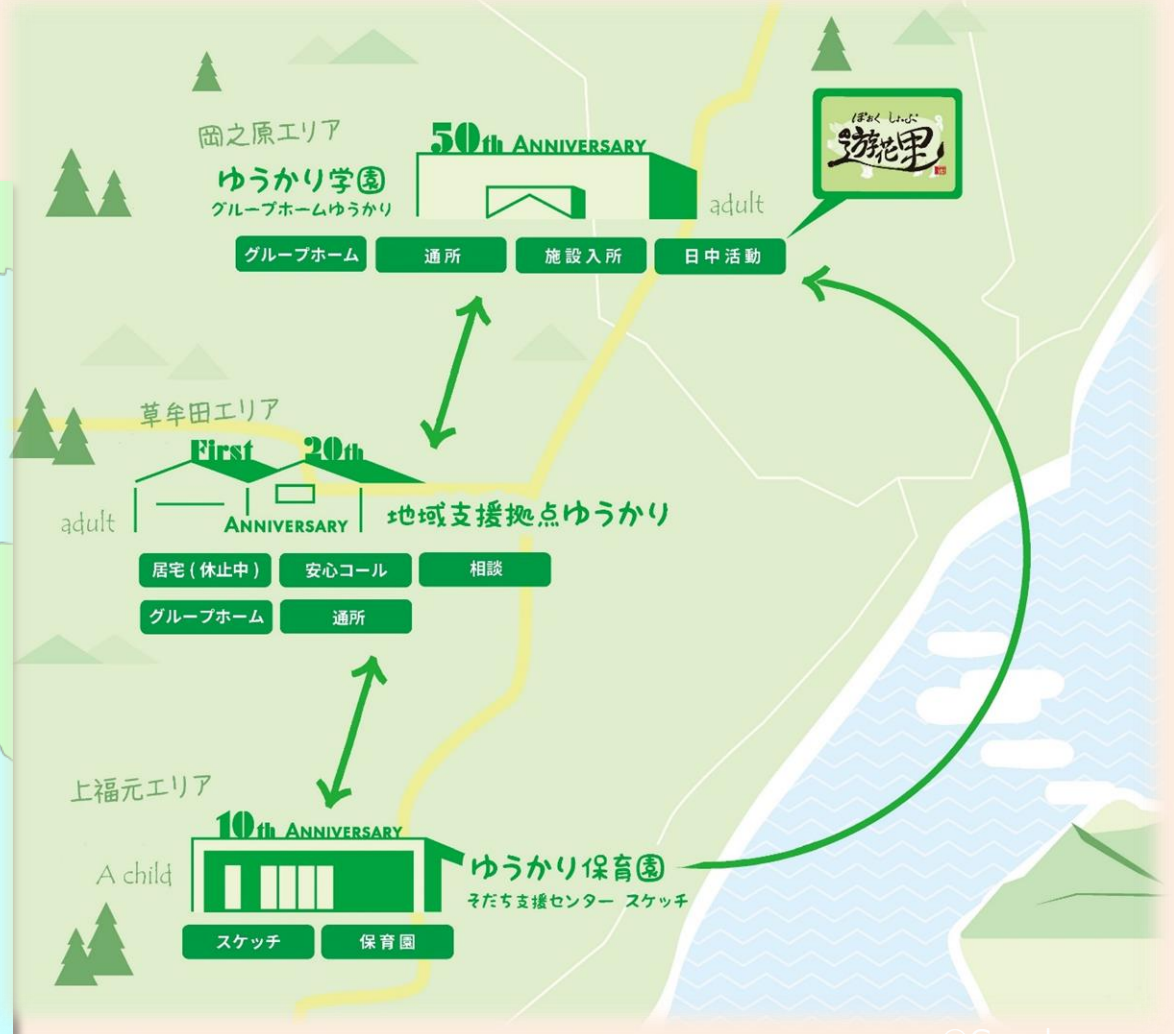 岡之原エリア
50th ANNIVERSARY
ゆうかり学園
グループホームゆうかり
adult
ぽおく しょっぷ
遊花里
グループホーム
通所
施設入所
日中活動
草牟田エリア
First 20th
ANNIVERSARY
adult
地域支援拠点ゆうかり
居宅(休止中)
安心コール
相談
グループホーム
通所
上福元エリア
10th ANNIVERSARY
A child
ゆうかり保育園
そだち支援センター スケッチ
スケッチ
保育園